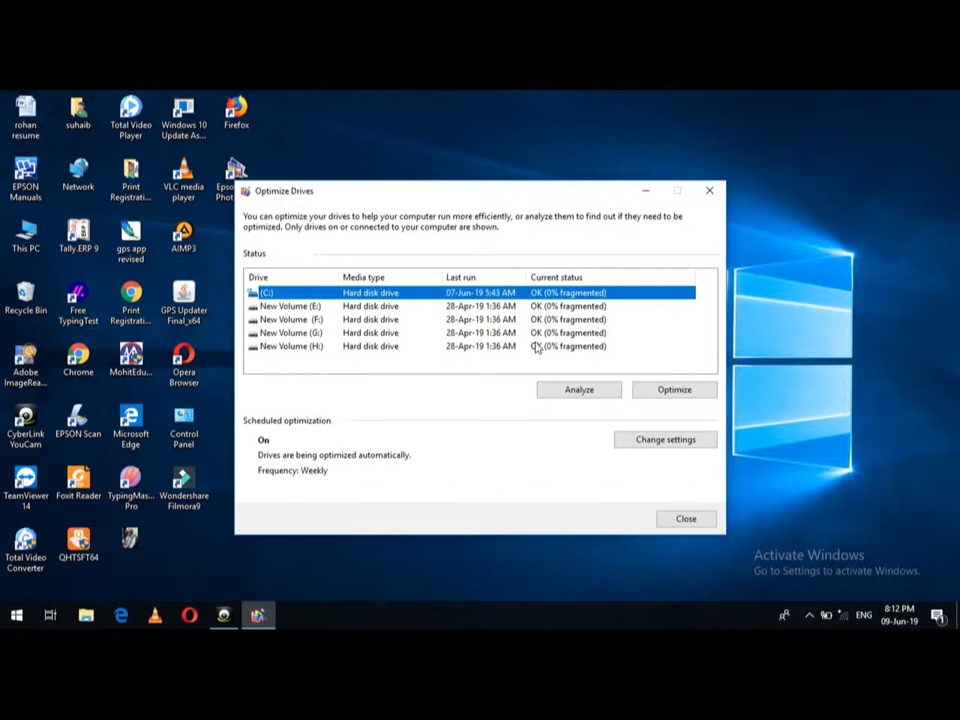 rohan resume
suhaib
Total Video Player
Windows 10 Update As...
Firefox
EPSON Manuals
Network
Print Registrati...
VLC media player
Epso
Phot
This PC
Tally.ERP 9
gps app revised
AIMP3
Recycle Bin
Free TypingTest
Print Registrati...
GPS Updater Final_x64
Adobe ImageRea...
Chrome
MohitEdu...
Opera Browser
CyberLink YouCam
EPSON Scan
Microsoft Edge
Control Panel
TeamViewer 14
Foxit Reader
TypingMas... Pro
Wondershare Filmora9
Total Video Converter
QHTSFT64
Optimize Drives
You can optimize your drives to help your computer run more efficiently, or analyze them to find out if they need to be
optimized. Only drives on or connected to your computer are shown.
Status
Drive Media type Last run Current status
(C:) Hard disk drive 07-Jun-19 5:43 AM OK (0% fragmented)
New Volume (E:) Hard disk drive 28-Apr-19 1:36 AM OK (0% fragmented)
New Volume (F:) Hard disk drive 28-Apr-19 1:36 AM OK (0% fragmented)
New Volume (G:) Hard disk drive 28-Apr-19 1:36 AM OK (0% fragmented)
New Volume (H:) Hard disk drive 28-Apr-19 1:36 AM (0% fragmented)
Analyze Optimize
Scheduled optimization
On
Change settings
Drives are being optimized automatically.
Frequency: Weekly
Close
Activate Windows
Go to Settings to activate Windows.
ENG
8:12 PM
09-Jun-19